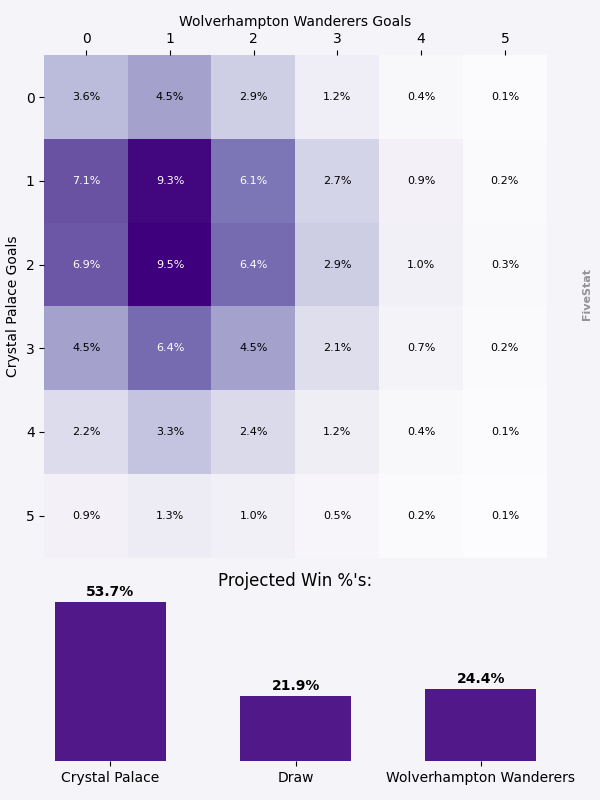 Wolverhampton Wanderers Goals
0 1 2 3 4 5
0 3.6% 4.5% 2.9% 1.2% 0.4% 0.1%
1 7.1% 9.3% 6.1% 2.7% 0.9% 0.2%
2 6.9% 9.5% 6.4% 2.9% 1.0% 0.3%
3 4.5% 6.4% 4.5% 2.1% 0.7% 0.2%
4 2.2% 3.3% 2.4% 1.2% 0.4% 0.1%
5 0.9% 1.3% 1.0% 0.5% 0.2% 0.1%
Crystal Palace Goals
FiveStat
Projected Win %'s:
53.7% 21.9% 24.4%
Crystal Palace Draw Wolverhampton Wanderers